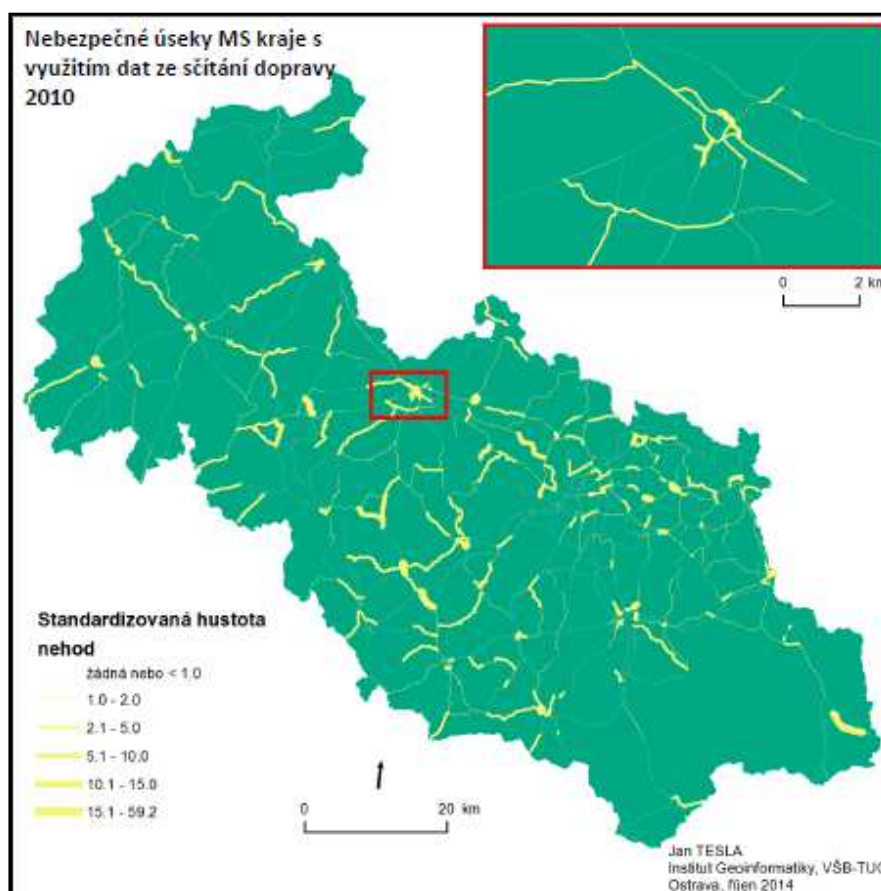 Nebezpečné úseky MS kraje s
využitím dat ze sčítání dopravy
2010
0 2 km
Standardizovaná hustota
nehod
žádná nebo < 1.0
1.0 - 2.0
2.1 - 5.0
5.1 - 10.0
10.1 - 15.0
15.1 - 59.2
0 20 km
Jan TESLA
Institut Geoinformatiky, VŠB-TUO
Ostrava, říjen 2014